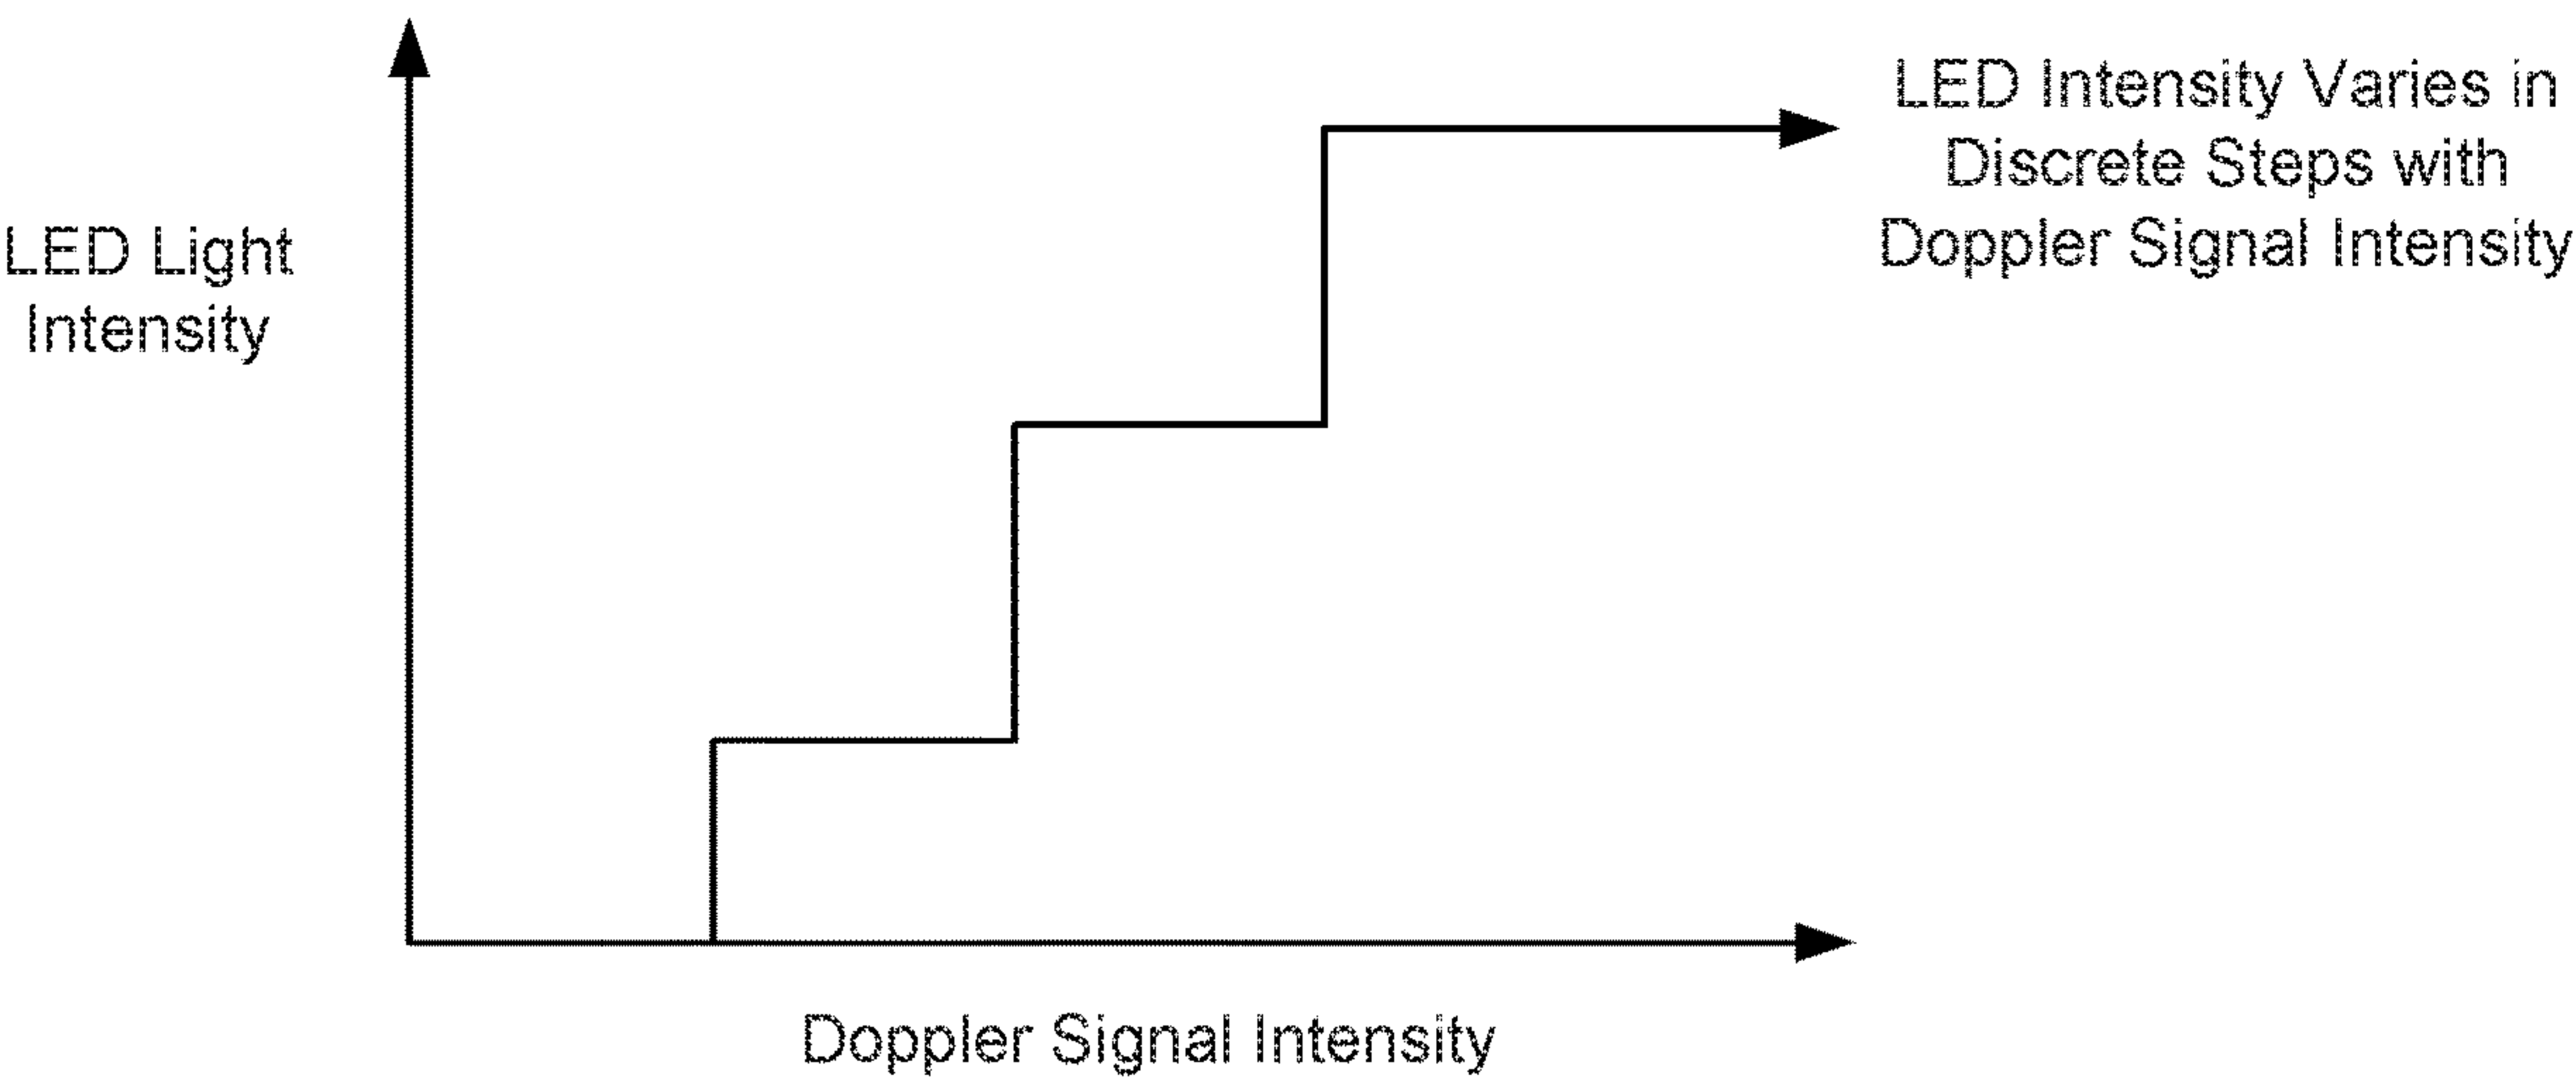 LED Light
Intensity
LED Intensity Varies in
Discrete Steps with
Doppler Signal Intensity
Doppler Signal Intensity